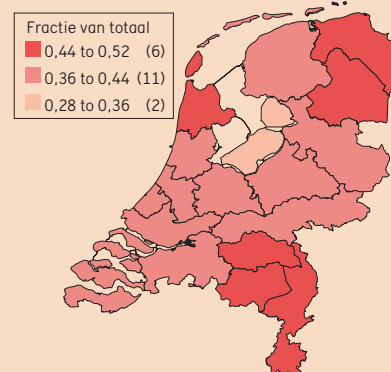 Fractie van totaal
0,44 to 0,52 (6)
0,36 to 0,44 (11)
0,28 to 0,36 (2)